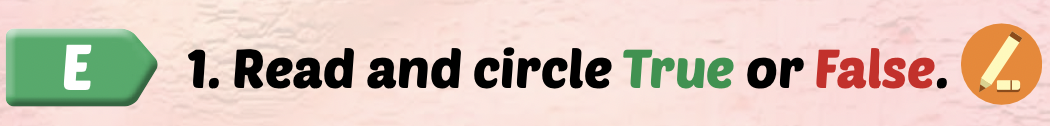 E 1. Read and circle True or False.